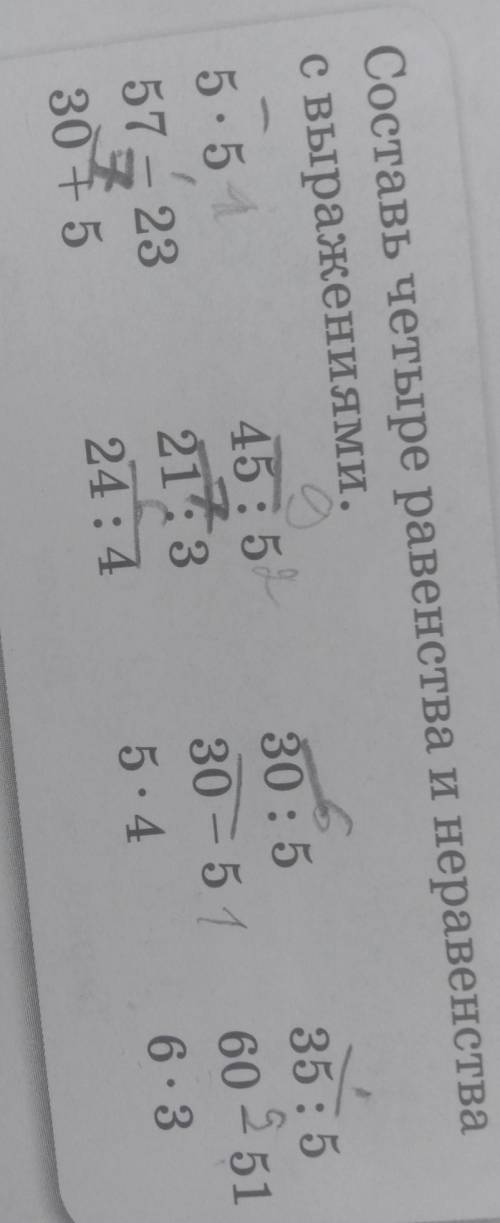 Составь четыре равенства и неравенства
с выражениями.
5 · 5 45 : 5 30 : 5 35 : 5
57 − 23 21 : 3 30 − 5 60 − 51
30 + 5 24 : 4 5 · 4 6 · 3